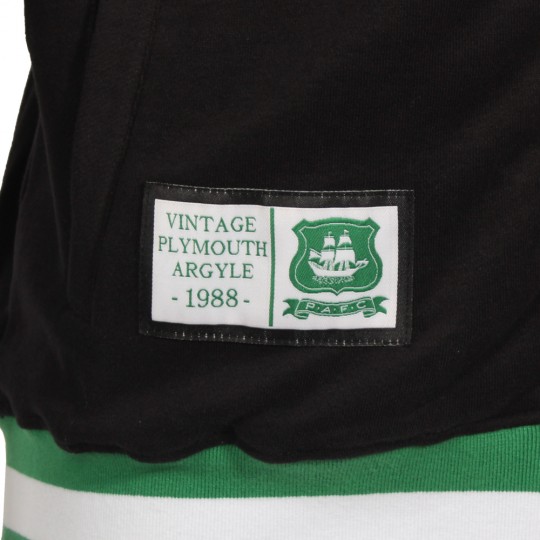 VINTAGE
PLYMOUTH
ARGYLE
- 1988 -
P·A·F·C